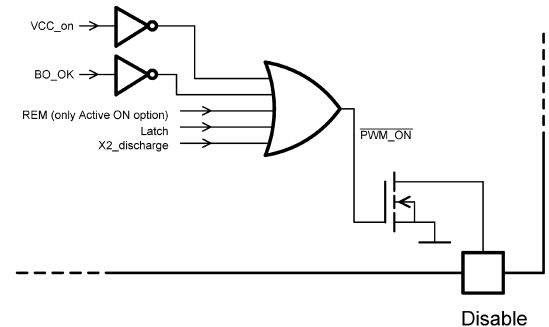 VCC_on
BO_OK
REM (only Active ON option)
Latch
X2_discharge
PWM_ON
Disable